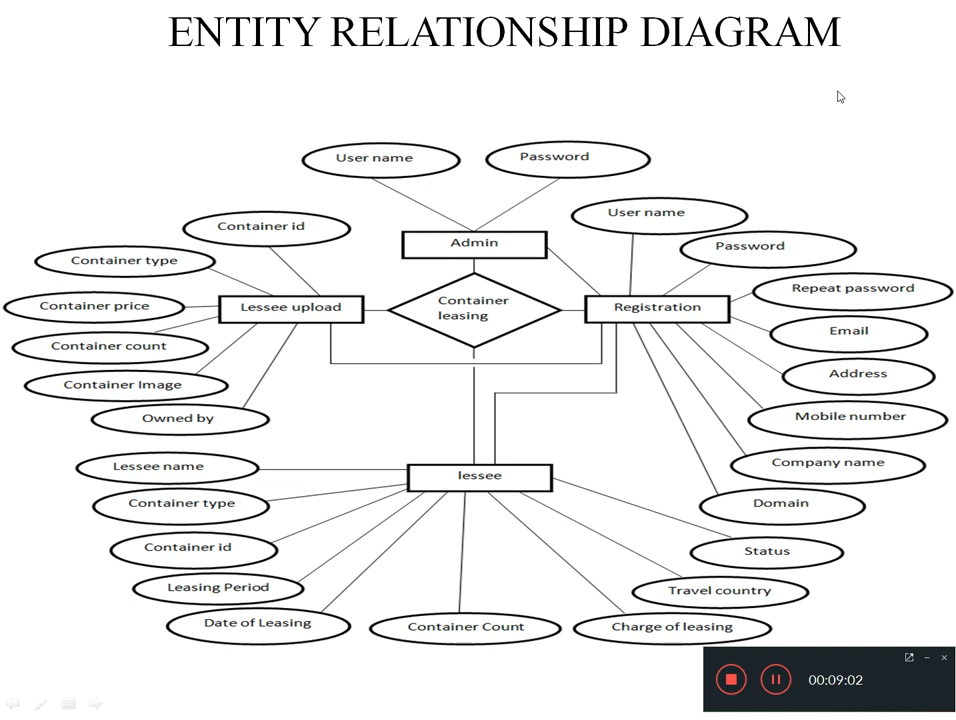 ENTITY RELATIONSHIP DIAGRAM
User name
Password
Container id
User name
Container type
Admin
Password
Container price
Lessee upload
Container
leasing
Registration
Repeat password
Container count
Email
Container Image
Address
Owned by
Mobile number
Lessee name
lessee
Company name
Container type
Domain
Container id
Status
Leasing Period
Travel country
Date of Leasing
Container Count
Charge of leasing
00:09:02